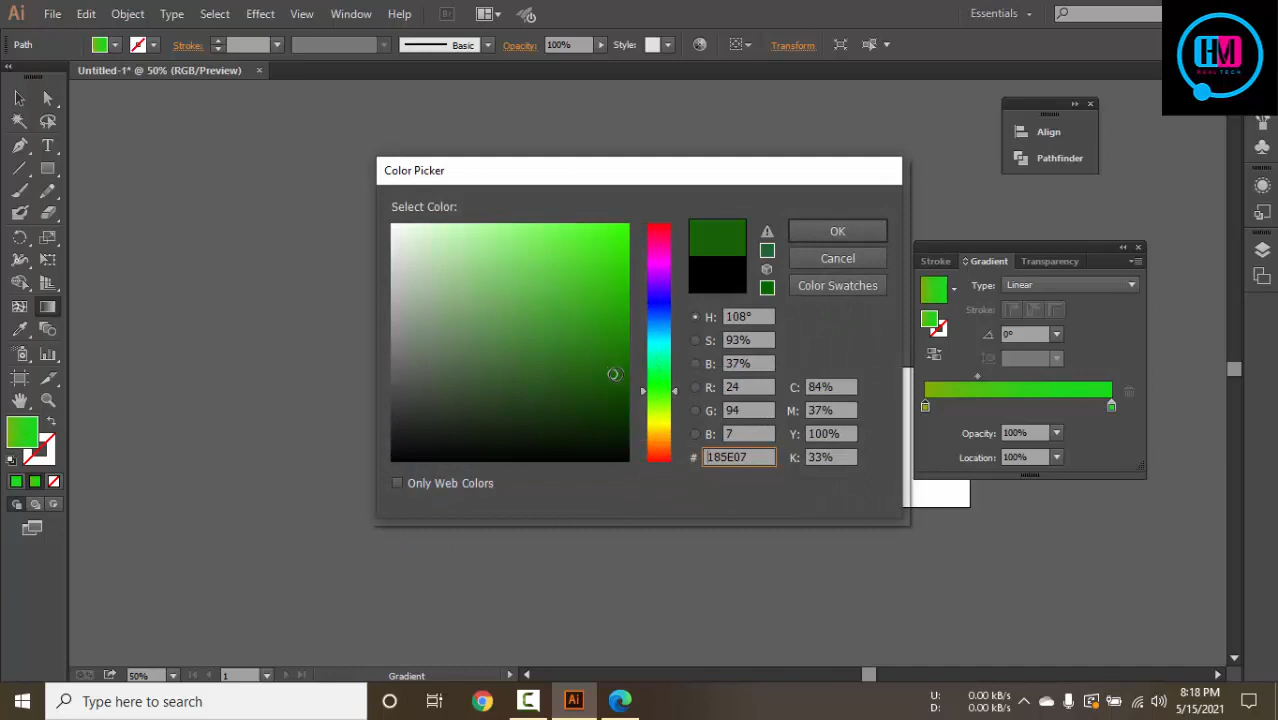 Ai File Edit Object Type Select Effect View Window Help Br Essentials
HM
REALTECH
Path Stroke: Basic Opacity: 100% Style: Transform
Untitled-1* @ 50% (RGB/Preview) ×
Align
Pathfinder
Color Picker
Select Color:
OK
Cancel
Color Swatches
H: 108°
S: 93%
B: 37%
R: 24 C: 84%
G: 94 M: 37%
B: 7 Y: 100%
# 185E07 K: 33%
Only Web Colors
Stroke Gradient Transparency
Type: Linear
Stroke:
0°
Opacity: 100%
Location: 100%
50% 1 Gradient
Type here to search
Ai
U: 0.00 kB/s
D: 0.00 kB/s
8:18 PM
5/15/2021